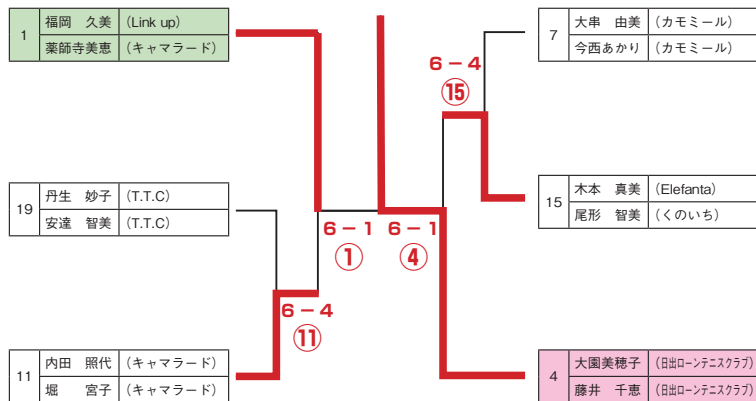 1
福岡 久美 (Link up)
薬師寺美恵 (キャマラード)
7
大串 由美 (カモミール)
今西あかり (カモミール)
6－4
⑮
19
丹生 妙子 (T.T.C)
安達 智美 (T.T.C)
15
木本 真美 (Elefanta)
尾形 智美 (くのいち)
6－1
①
6－1
④
6－4
⑪
11
内田 照代 (キャマラード)
堀 宮子 (キャマラード)
4
大園美穂子 (日出ローンテニスクラブ)
藤井 千恵 (日出ローンテニスクラブ)